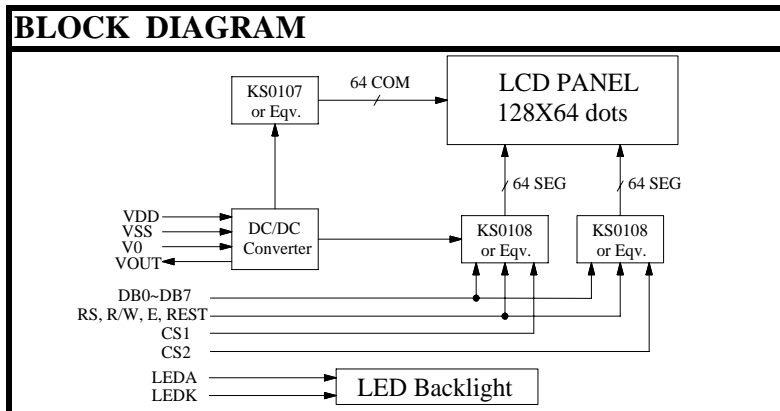 BLOCK DIAGRAM
LCD PANEL
128X64 dots
KS0107
or Eqv.
64 COM
64 SEG
64 SEG
VDD
VSS
V0
VOUT
DC/DC
Converter
KS0108
or Eqv.
KS0108
or Eqv.
DB0~DB7
RS, R/W, E, REST
CS1
CS2
LEDA
LEDK
LED Backlight